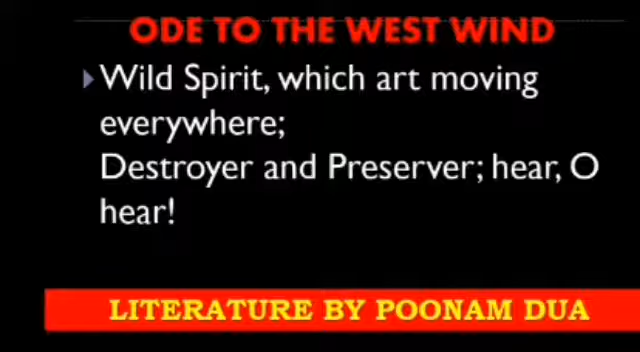 ODE TO THE WEST WIND
Wild Spirit, which art moving
everywhere;
Destroyer and Preserver; hear, O
hear!
LITERATURE BY POONAM DUA